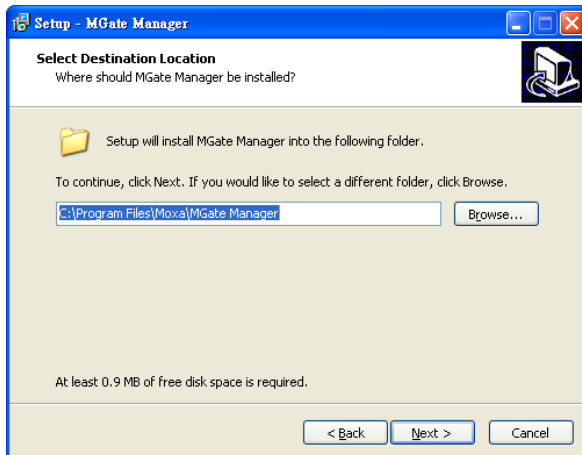 Setup - MGate Manager
Select Destination Location
Where should MGate Manager be installed?
Setup will install MGate Manager into the following folder.
To continue, click Next. If you would like to select a different folder, click Browse.
C:\Program Files\Moxa\MGate Manager
Browse...
At least 0.9 MB of free disk space is required.
< Back
Next >
Cancel